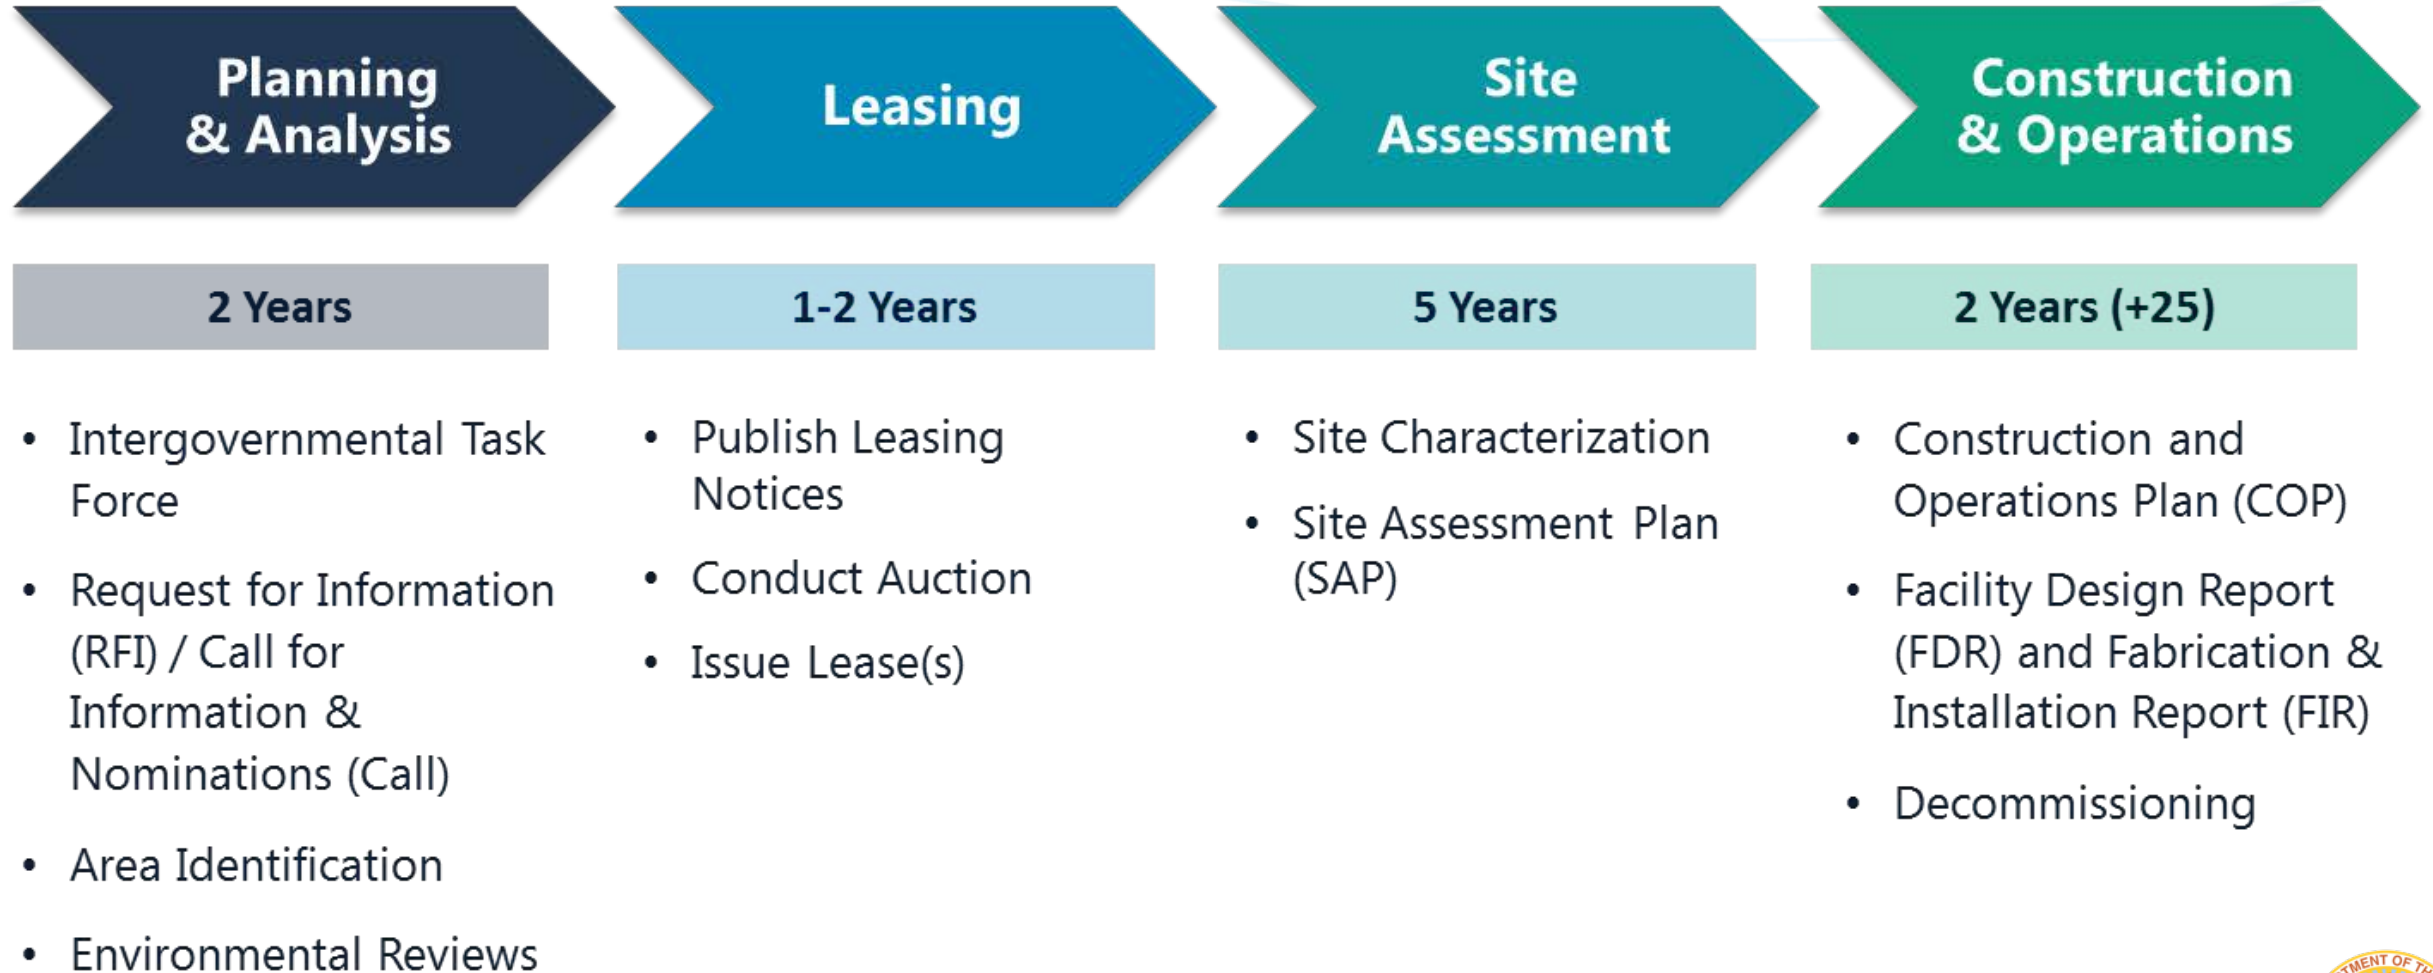 Planning
& Analysis
Leasing
Site
Assessment
Construction
& Operations
2 Years
1-2 Years
5 Years
2 Years (+25)
• Intergovernmental Task
Force
• Request for Information
(RFI) / Call for
Information &
Nominations (Call)
• Area Identification
• Environmental Reviews
• Publish Leasing
Notices
• Conduct Auction
• Issue Lease(s)
• Site Characterization
• Site Assessment Plan
(SAP)
• Construction and
Operations Plan (COP)
• Facility Design Report
(FDR) and Fabrication &
Installation Report (FIR)
• Decommissioning
OF